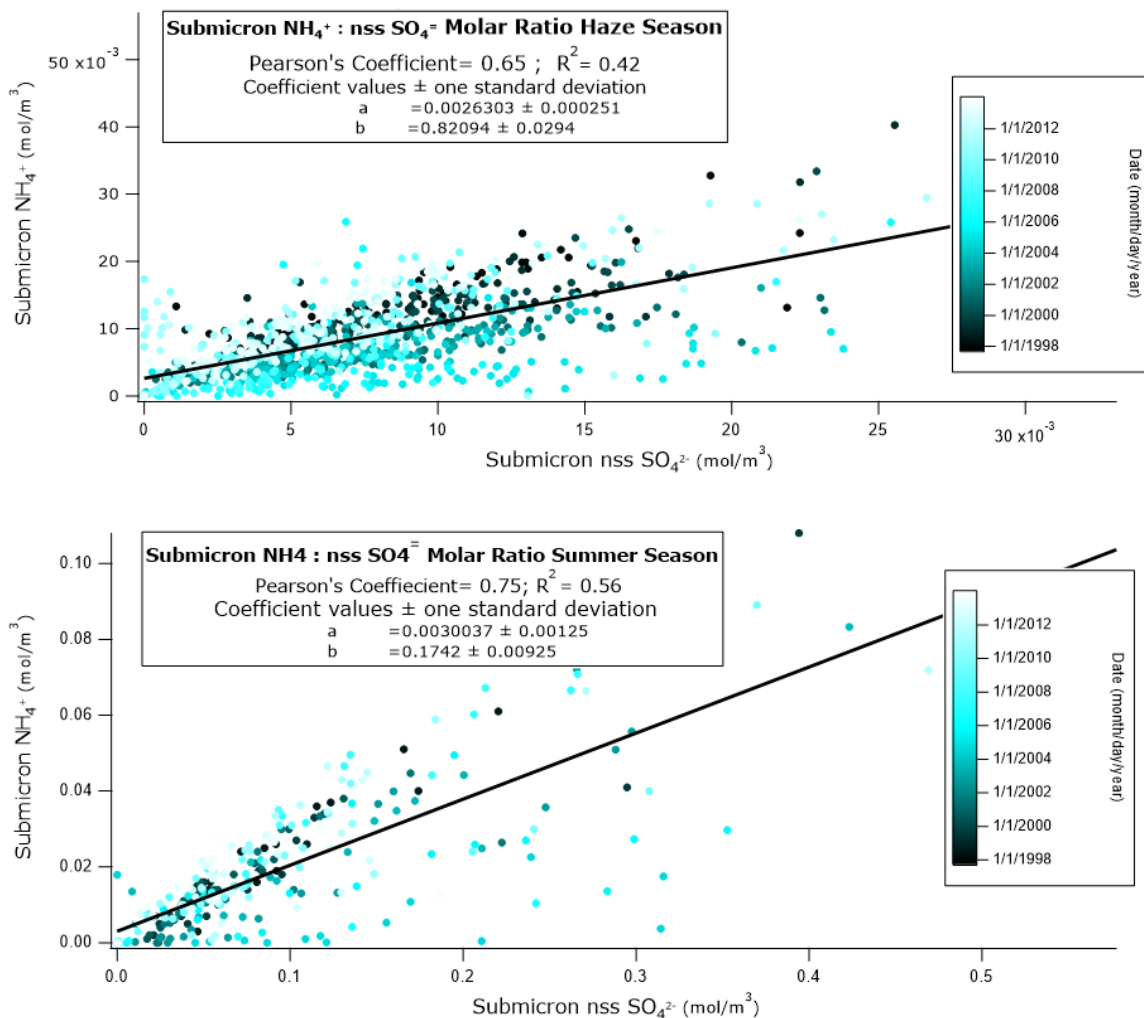 Submicron NH₄⁺ : nss SO₄⁼ Molar Ratio Haze Season
Pearson's Coefficient= 0.65 ; R²= 0.42
Coefficient values ± one standard deviation
a =0.0026303 ± 0.000251
b =0.82094 ± 0.0294
50 x10⁻³
40
30
20
10
0
Submicron NH₄⁺ (mol/m³)
0
5
10
15
20
25
30 x10⁻³
Submicron nss SO₄²⁻ (mol/m³)
1/1/2012
1/1/2010
1/1/2008
1/1/2006
1/1/2004
1/1/2002
1/1/2000
1/1/1998
Date (month/day/year)
Submicron NH4 : nss SO4⁼ Molar Ratio Summer Season
Pearson's Coeffiecient= 0.75; R² = 0.56
Coefficient values ± one standard deviation
a =0.0030037 ± 0.00125
b =0.1742 ± 0.00925
0.10
0.08
0.06
0.04
0.02
0.00
Submicron NH₄⁺ (mol/m³)
0.0
0.1
0.2
0.3
0.4
0.5
Submicron nss SO₄²⁻ (mol/m³)
1/1/2012
1/1/2010
1/1/2008
1/1/2006
1/1/2004
1/1/2002
1/1/2000
1/1/1998
Date (month/day/year)